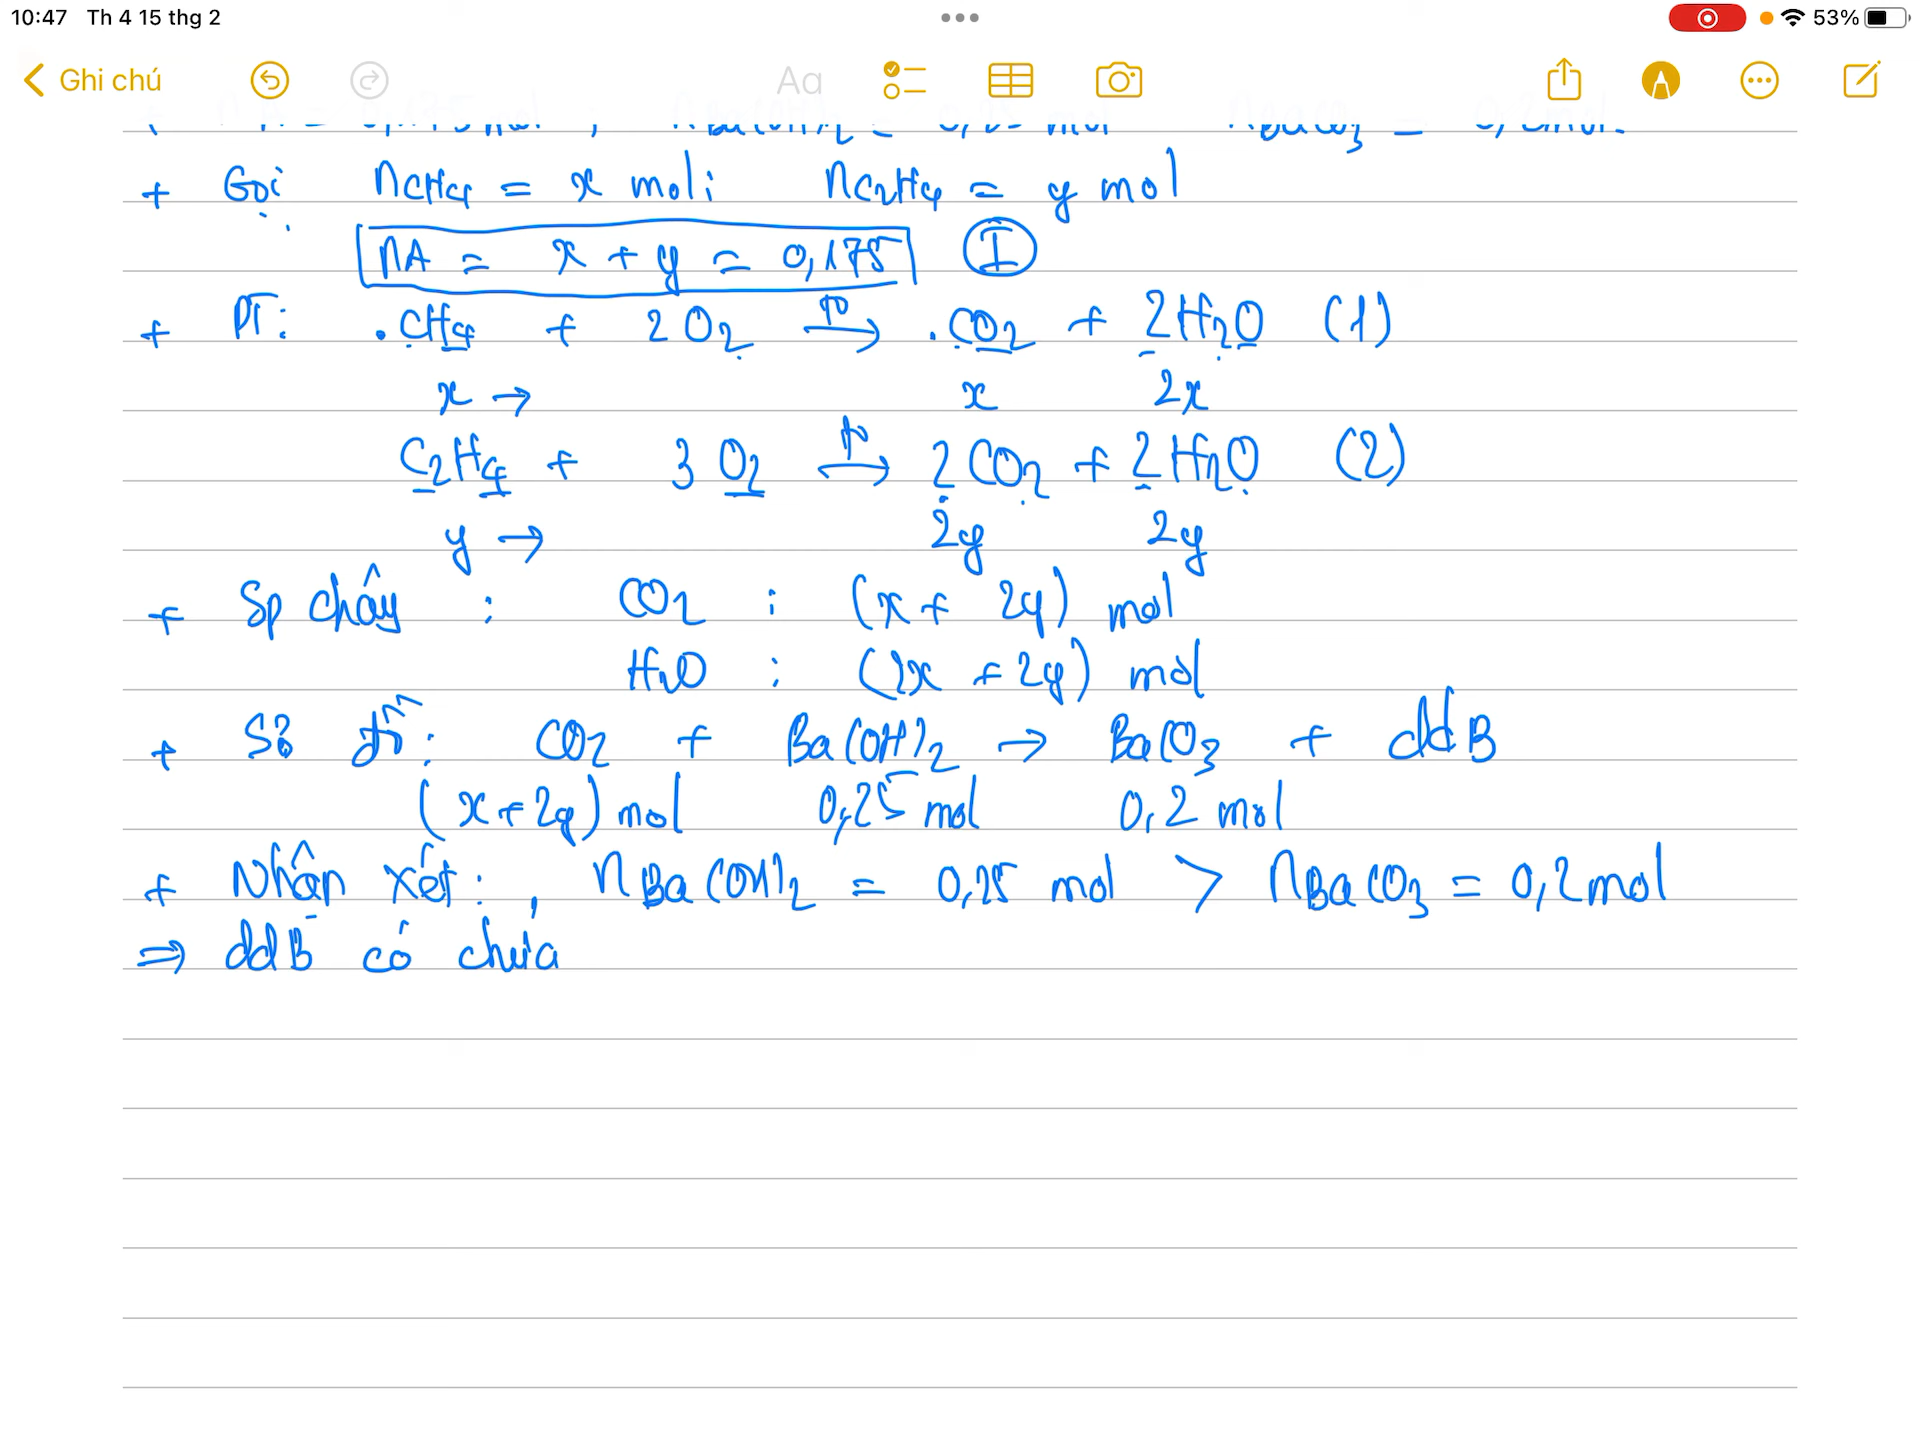 10:47 Th 4 15 thg 2 53%
Ghi chú Aa
+ Gọi nCH4 = x mol; nC2H4 = y mol
nA = x + y = 0,175 (I)
+ PT: CH4 + 2O2 →(t°) CO2 + 2H2O (1)
x → x 2x
C2H4 + 3O2 →(t°) 2CO2 + 2H2O (2)
y → 2y 2y
+ Sp cháy : CO2 : (x + 2y) mol
H2O : (2x + 2y) mol
+ Sơ đồ: CO2 + Ba(OH)2 → BaCO3 + ddB
(x + 2y) mol 0,25 mol 0,2 mol
+ Nhận xét: nBa(OH)2 = 0,25 mol > nBaCO3 = 0,2 mol
⇒ ddB có chứa